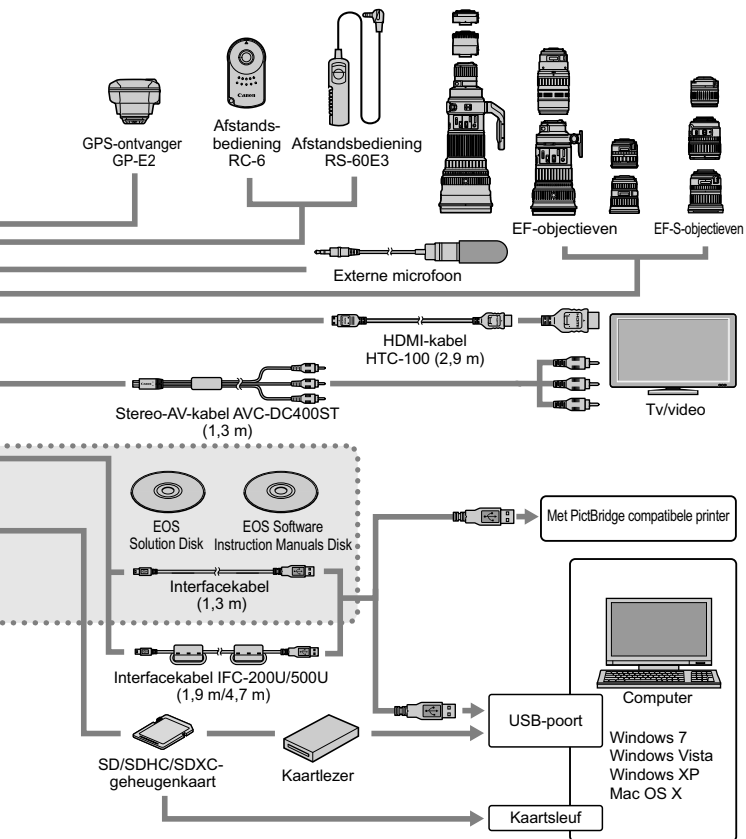 Canon
GPS-ontvanger
GP-E2
Afstands-
bediening
RC-6
Afstandsbediening
RS-60E3
EF-objectieven
EF-S-objectieven
Externe microfoon
HDMI-kabel
HTC-100 (2,9 m)
Tv/video
Stereo-AV-kabel AVC-DC400ST
(1,3 m)
EOS
Solution Disk
EOS Software
Instruction Manuals Disk
Met PictBridge compatibele printer
Interfacekabel
(1,3 m)
Interfacekabel IFC-200U/500U
(1,9 m/4,7 m)
Computer
USB-poort
Windows 7
Windows Vista
Windows XP
Mac OS X
SD/SDHC/SDXC-
geheugenkaart
Kaartlezer
Kaartsleuf